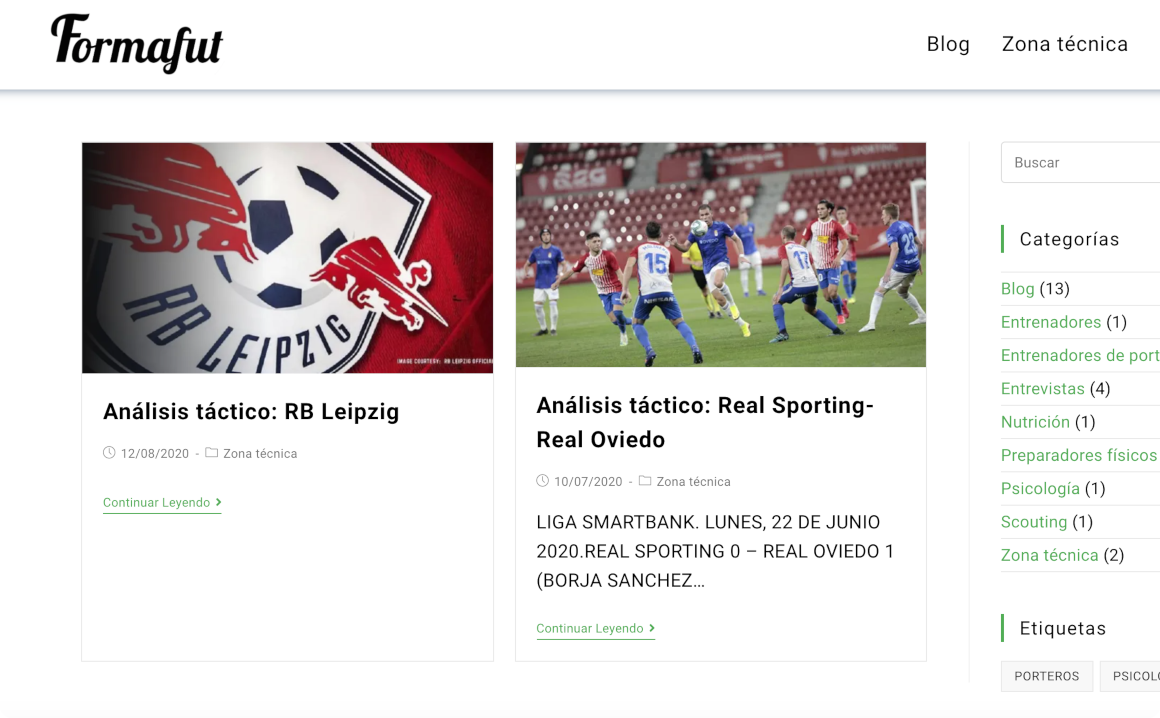 Formafut
Blog
Zona técnica
RB LEIPZIG
IMAGE COURTESY: RB LEIPZIG OFFICIAL
Análisis táctico: RB Leipzig
12/08/2020 - Zona técnica
Continuar Leyendo
15
17
23
Análisis táctico: Real Sporting-
Real Oviedo
10/07/2020 - Zona técnica
LIGA SMARTBANK. LUNES, 22 DE JUNIO
2020.REAL SPORTING 0 – REAL OVIEDO 1
(BORJA SANCHEZ...
Continuar Leyendo
Buscar
Categorías
Blog (13)
Entrenadores (1)
Entrenadores de port
Entrevistas (4)
Nutrición (1)
Preparadores físicos
Psicología (1)
Scouting (1)
Zona técnica (2)
Etiquetas
PORTEROS
PSICOL